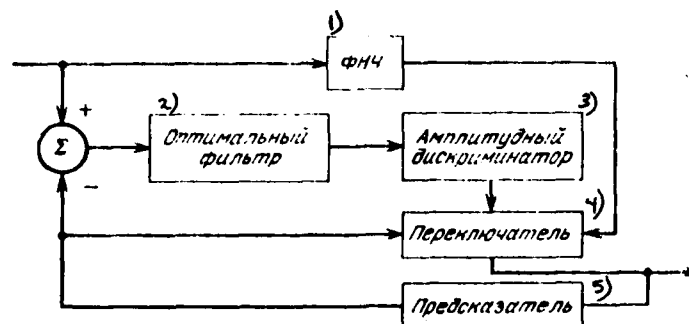 1)
ФНЧ
+
2)
3)
Σ
Оптимальный
фильтр
Амплитудный
дискриминатор
−
4)
Переключатель
5)
Предсказатель